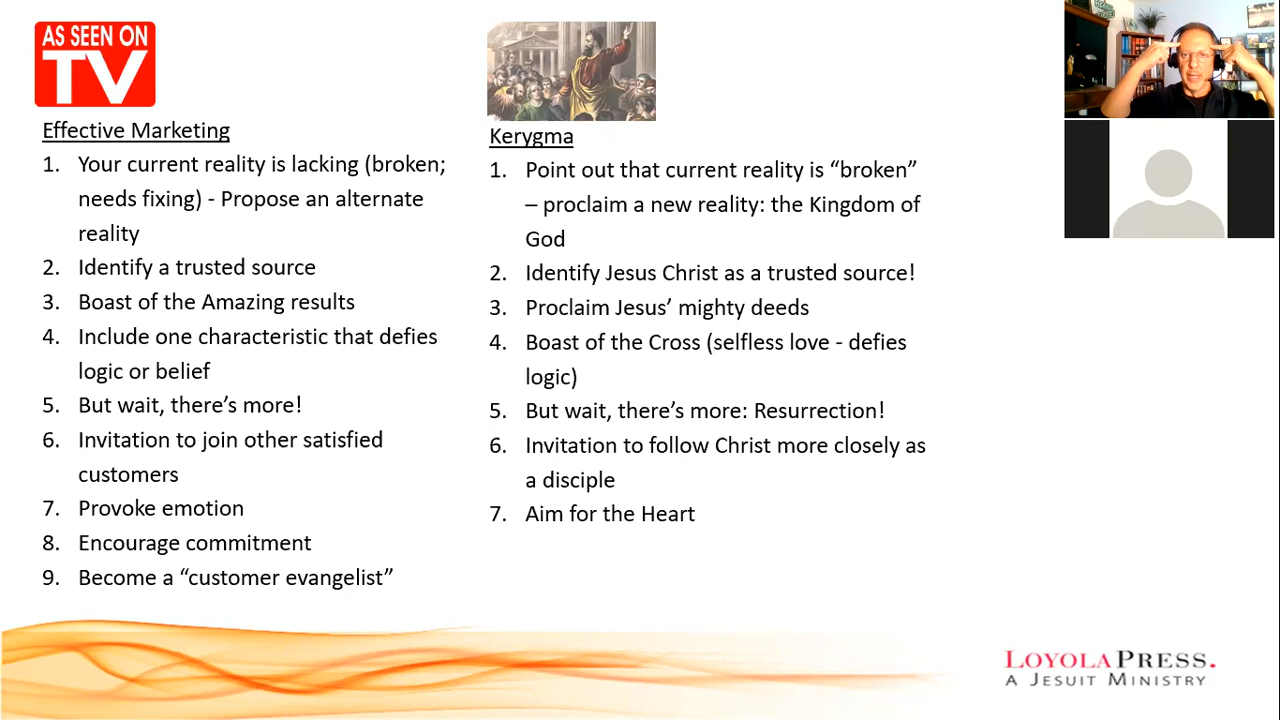 AS SEEN ON
TV
Effective Marketing
1. Your current reality is lacking (broken;
needs fixing) - Propose an alternate
reality
2. Identify a trusted source
3. Boast of the Amazing results
4. Include one characteristic that defies
logic or belief
5. But wait, there’s more!
6. Invitation to join other satisfied
customers
7. Provoke emotion
8. Encourage commitment
9. Become a “customer evangelist”
Kerygma
1. Point out that current reality is “broken”
– proclaim a new reality: the Kingdom of
God
2. Identify Jesus Christ as a trusted source!
3. Proclaim Jesus’ mighty deeds
4. Boast of the Cross (selfless love - defies
logic)
5. But wait, there’s more: Resurrection!
6. Invitation to follow Christ more closely as
a disciple
7. Aim for the Heart
LOYOLAPRESS.
A JESUIT MINISTRY